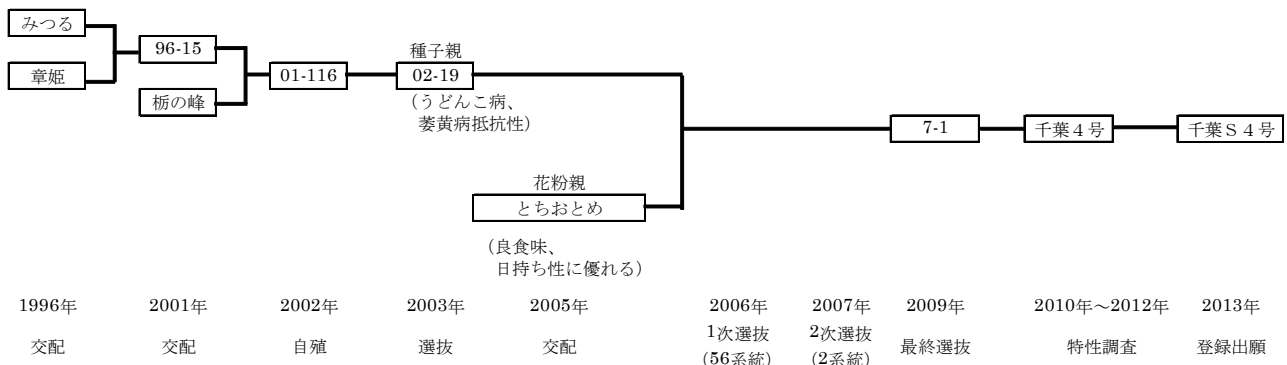 みつる
96-15
章姫
栃の峰
01-116
種子親
02-19
(うどんこ病、
萎黄病抵抗性)
花粉親
とちおとめ
(良食味、
日持ち性に優れる)
7-1
千葉4号
千葉S4号
1996年
交配
2001年
交配
2002年
自殖
2003年
選抜
2005年
交配
2006年
1次選抜
(56系統)
2007年
2次選抜
(2系統)
2009年
最終選抜
2010年～2012年
特性調査
2013年
登録出願